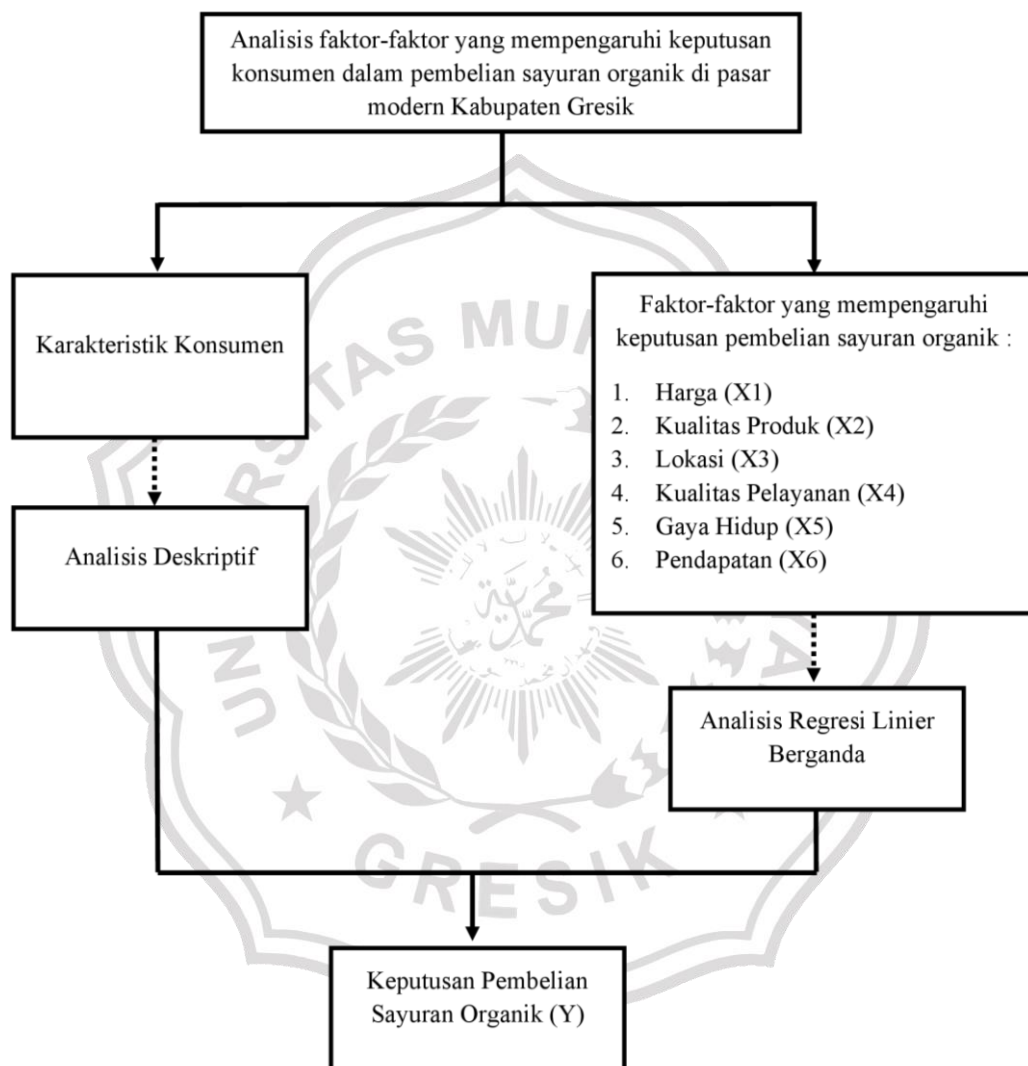 Analisis faktor-faktor yang mempengaruhi keputusan
konsumen dalam pembelian sayuran organik di pasar
modern Kabupaten Gresik
Karakteristik Konsumen
Analisis Deskriptif
Faktor-faktor yang mempengaruhi
keputusan pembelian sayuran organik :
1. Harga (X1)
2. Kualitas Produk (X2)
3. Lokasi (X3)
4. Kualitas Pelayanan (X4)
5. Gaya Hidup (X5)
6. Pendapatan (X6)
Analisis Regresi Linier
Berganda
Keputusan Pembelian
Sayuran Organik (Y)
GRESIK